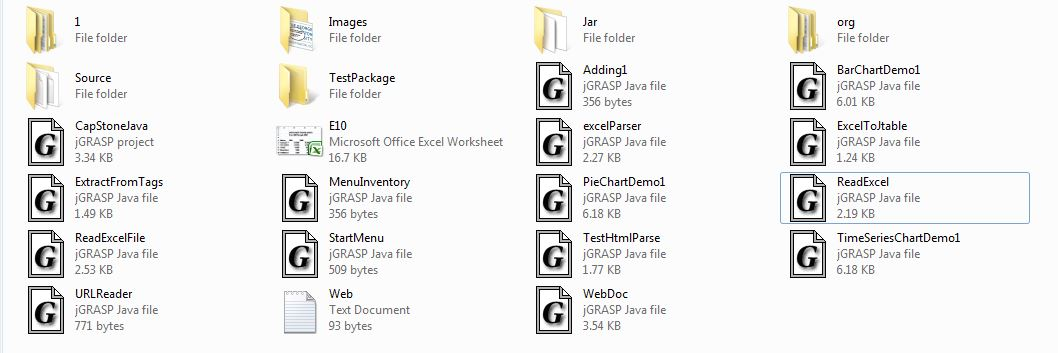 1
File folder
Images
File folder
Jar
File folder
org
File folder
Source
File folder
TestPackage
File folder
Adding1
jGRASP Java file
356 bytes
BarChartDemo1
jGRASP Java file
6.01 KB
CapStoneJava
jGRASP project
3.34 KB
E10
Microsoft Office Excel Worksheet
16.7 KB
excelParser
jGRASP Java file
2.27 KB
ExcelToJtable
jGRASP Java file
1.24 KB
ExtractFromTags
jGRASP Java file
1.49 KB
MenuInventory
jGRASP Java file
356 bytes
PieChartDemo1
jGRASP Java file
6.18 KB
ReadExcel
jGRASP Java file
2.19 KB
ReadExcelFile
jGRASP Java file
2.53 KB
StartMenu
jGRASP Java file
509 bytes
TestHtmlParse
jGRASP Java file
1.77 KB
TimeSeriesChartDemo1
jGRASP Java file
6.18 KB
URLReader
jGRASP Java file
771 bytes
Web
Text Document
93 bytes
WebDoc
jGRASP Java file
3.54 KB